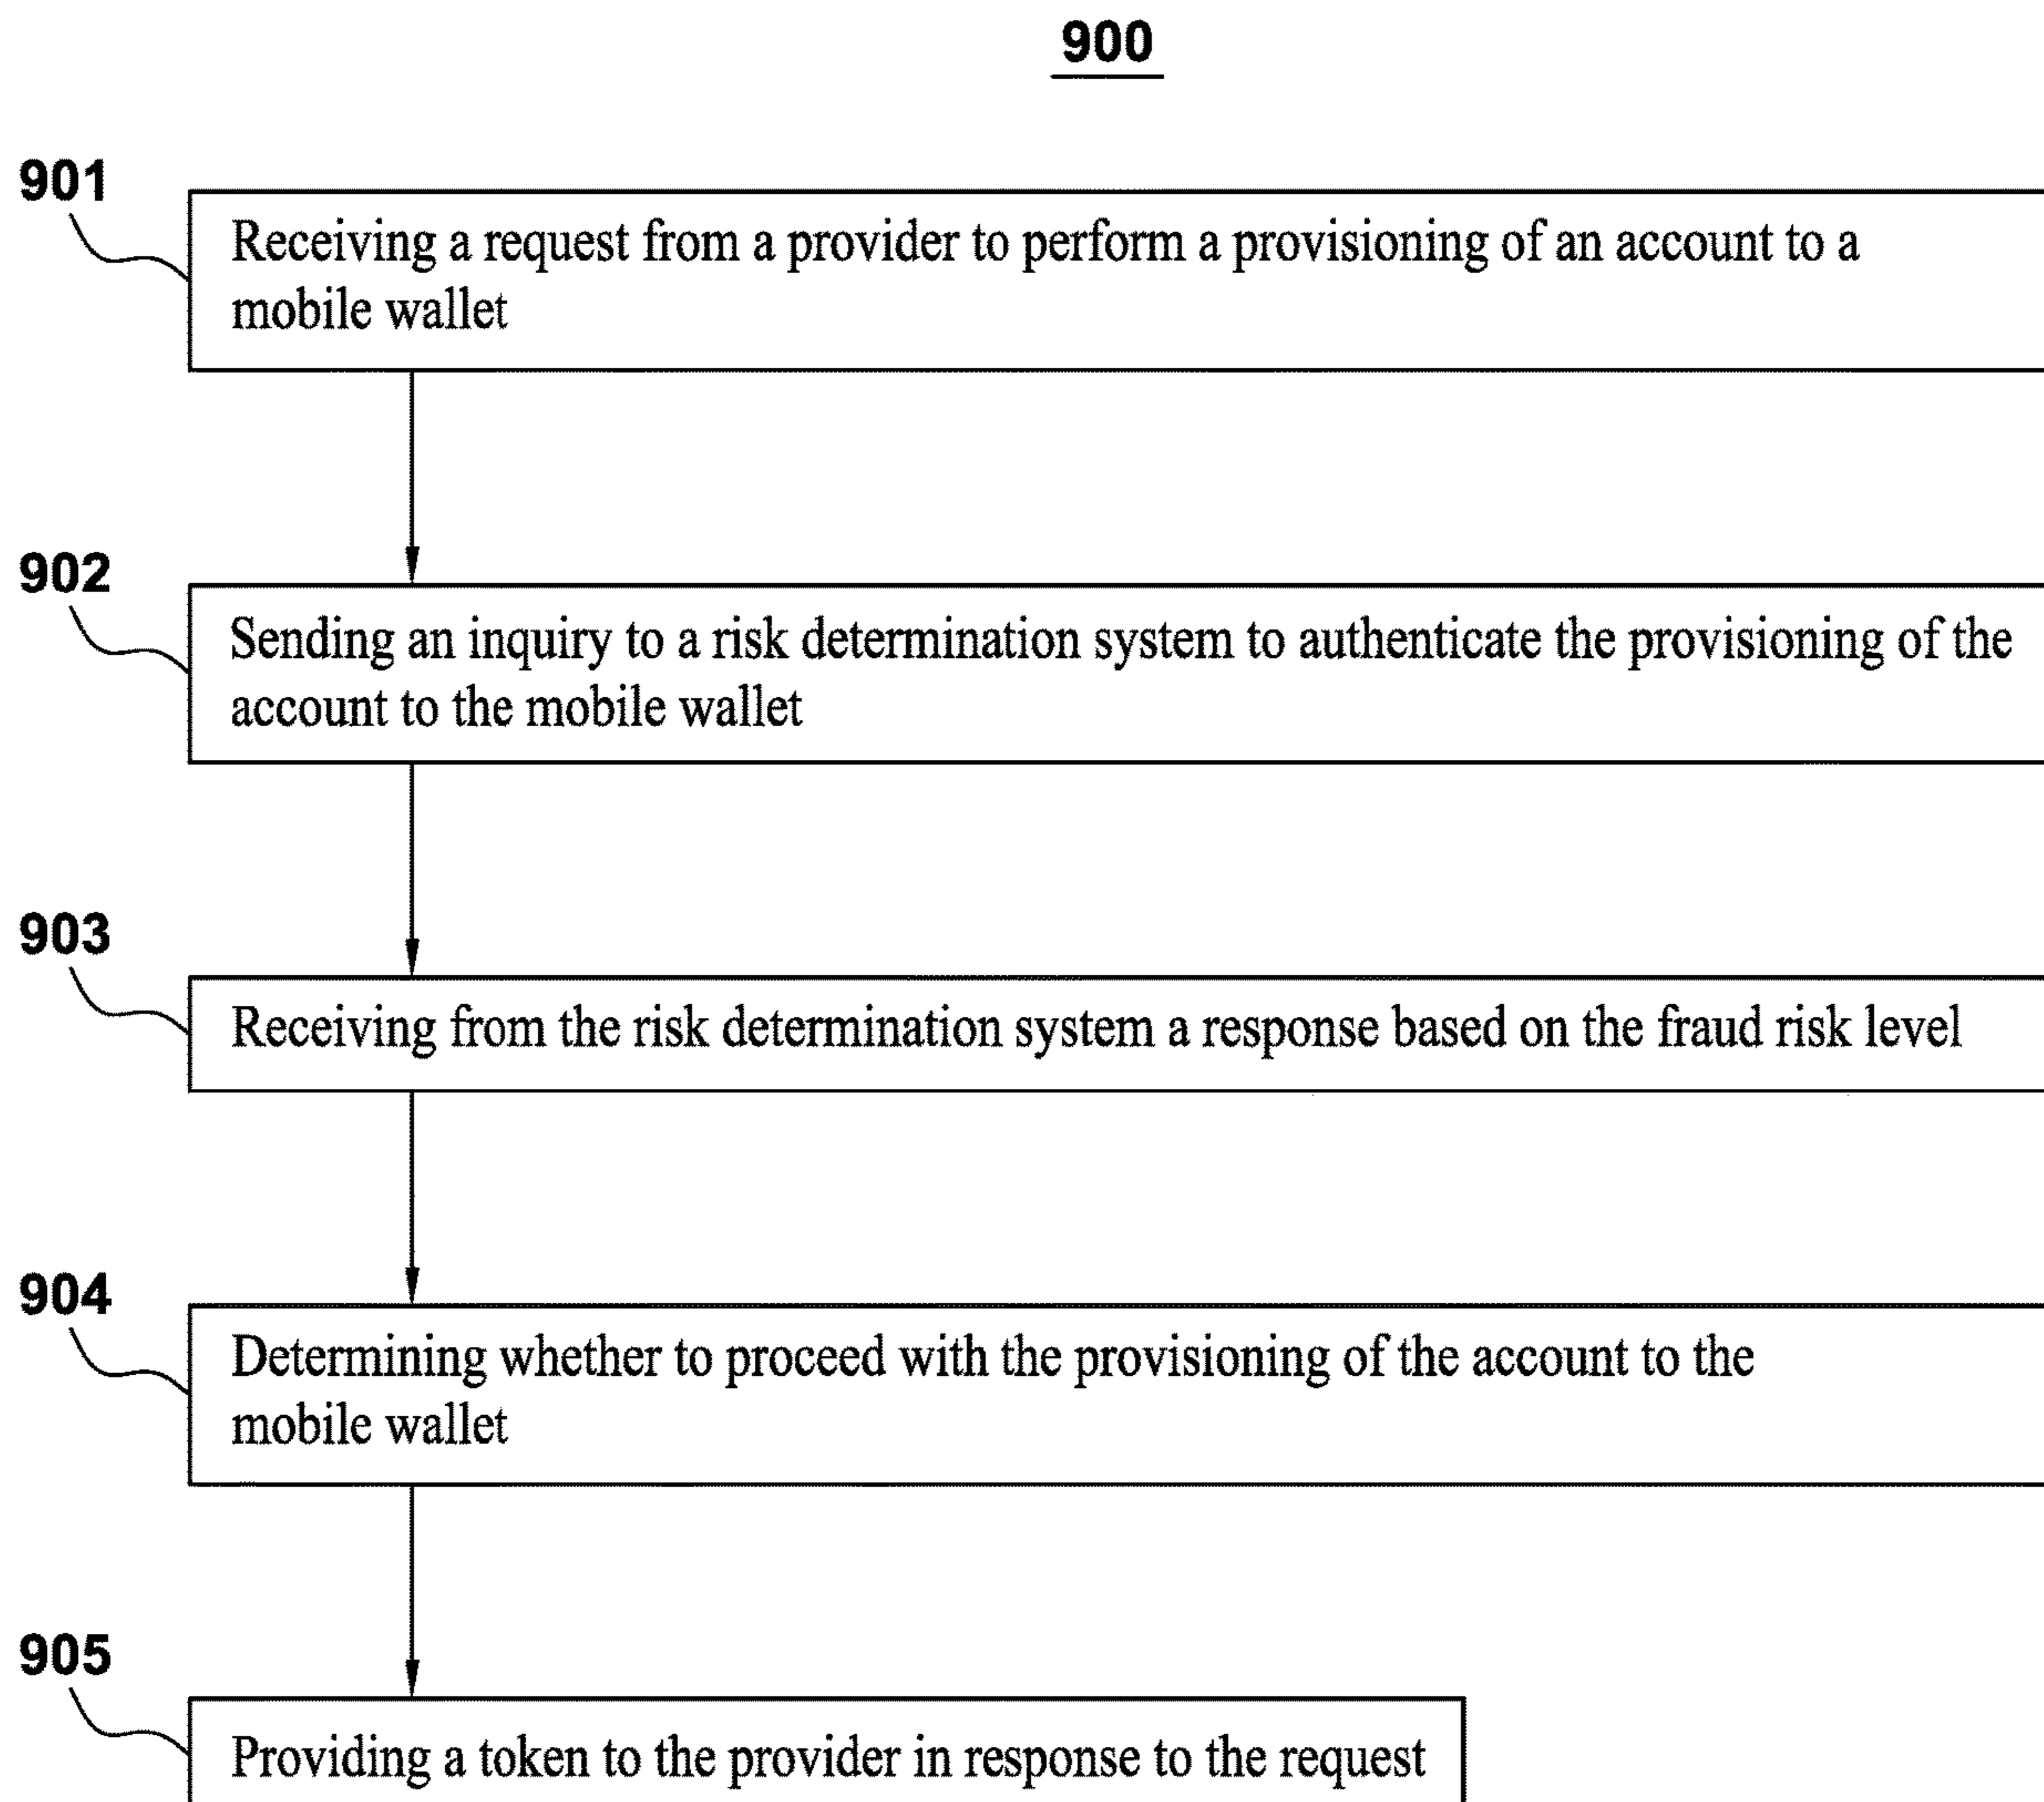 900
901
Receiving a request from a provider to perform a provisioning of an account to a
mobile wallet
902
Sending an inquiry to a risk determination system to authenticate the provisioning of the
account to the mobile wallet
903
Receiving from the risk determination system a response based on the fraud risk level
904
Determining whether to proceed with the provisioning of the account to the
mobile wallet
905
Providing a token to the provider in response to the request